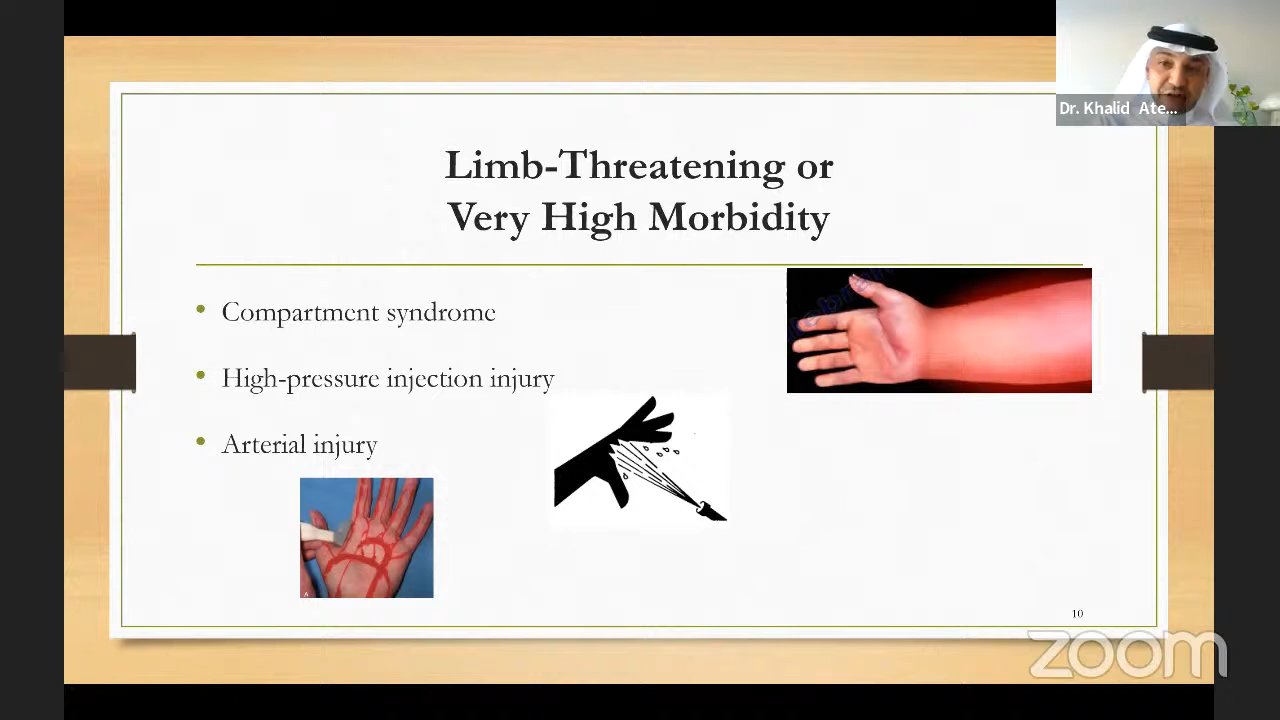 Dr. Khalid Ate...
Limb-Threatening or
Very High Morbidity
• Compartment syndrome
• High-pressure injection injury
• Arterial injury
A
10
zoom